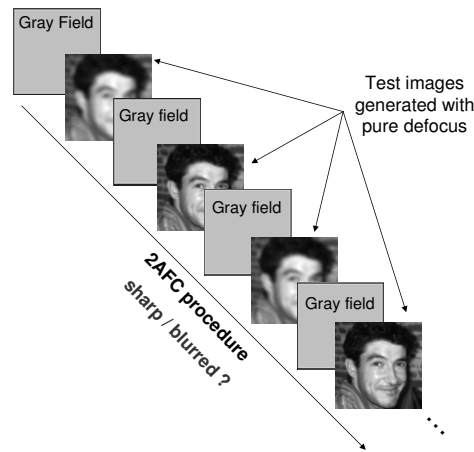 Gray Field
Gray field
Gray field
Gray field
Test images
generated with
pure defocus
2AFC procedure
sharp / blurred ?
...